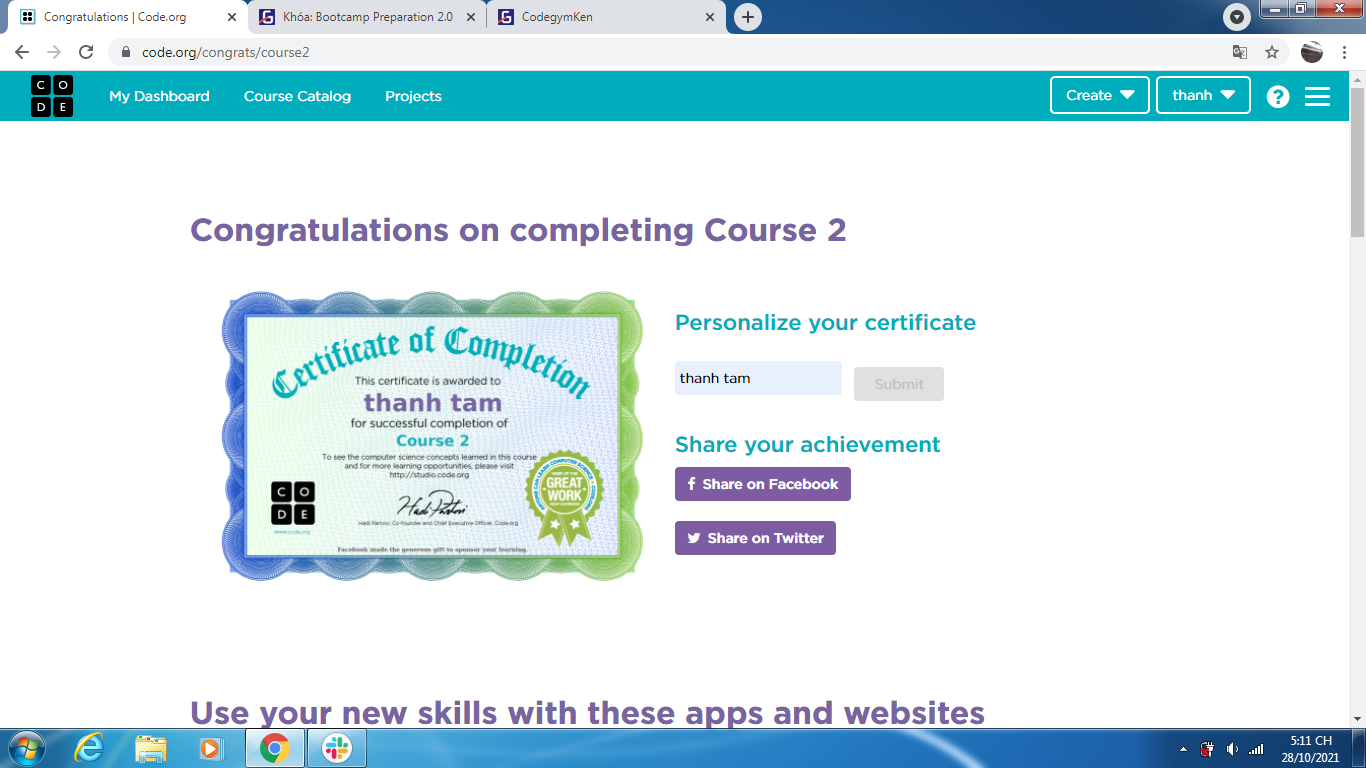 Congratulations | Code.org
Khóa: Bootcamp Preparation 2.0
CodegymKen
code.org/congrats/course2
C O
D E
My Dashboard
Course Catalog
Projects
Create
thanh
?
Congratulations on completing Course 2
Certificate of Completion
This certificate is awarded to
thanh tam
for successful completion of
Course 2
To see the computer science concepts learned in this course
and for more learning opportunities, please visit
http://studio.code.org
C O
D E
www.code.org
Hadi Partovi
Hadi Partovi, Co-founder and Chief Executive Officer, Code.org
KEEP UP THE
GREAT
WORK
Facebook made the generous gift to sponsor your learning.
Personalize your certificate
thanh tam
Submit
Share your achievement
f Share on Facebook
Share on Twitter
Use your new skills with these apps and websites
5:11 CH
28/10/2021